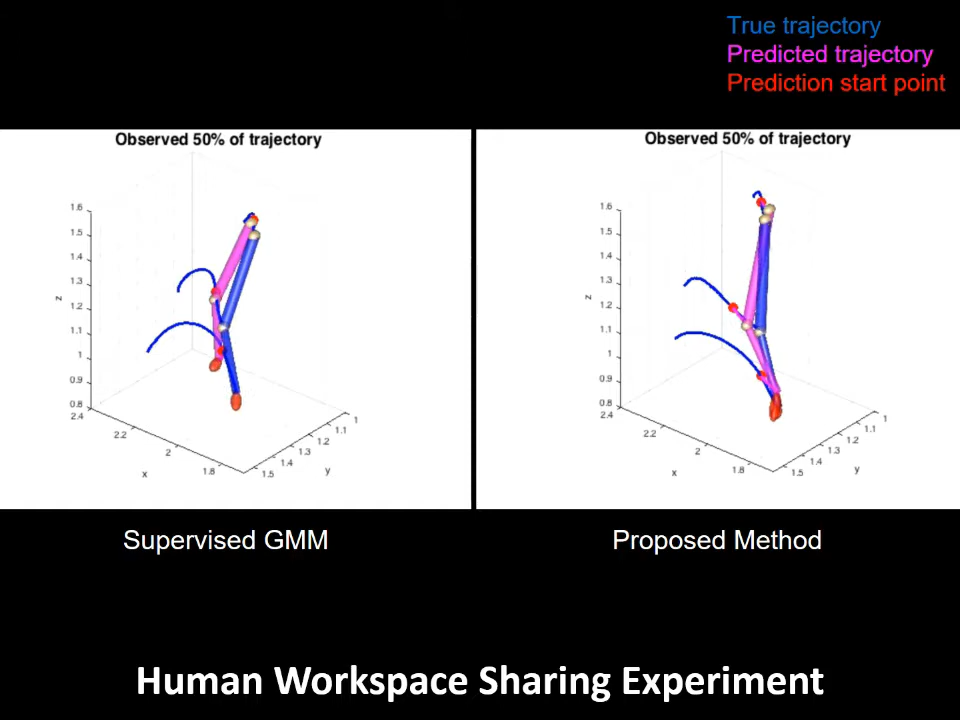 True trajectory
Predicted trajectory
Prediction start point
Observed 50% of trajectory
1.6
1.5
1.4
1.3
1.2
1.1
1
0.9
0.8
z
2.4
2.2
2
1.8
x
1.5
1.4
1.3
1.2
1.1
1
y
Observed 50% of trajectory
1.6
1.5
1.4
1.3
1.2
1.1
1
0.9
0.8
z
2.4
2.2
2
1.8
x
1.5
1.4
1.3
1.2
1.1
1
y
Supervised GMM
Proposed Method
Human Workspace Sharing Experiment